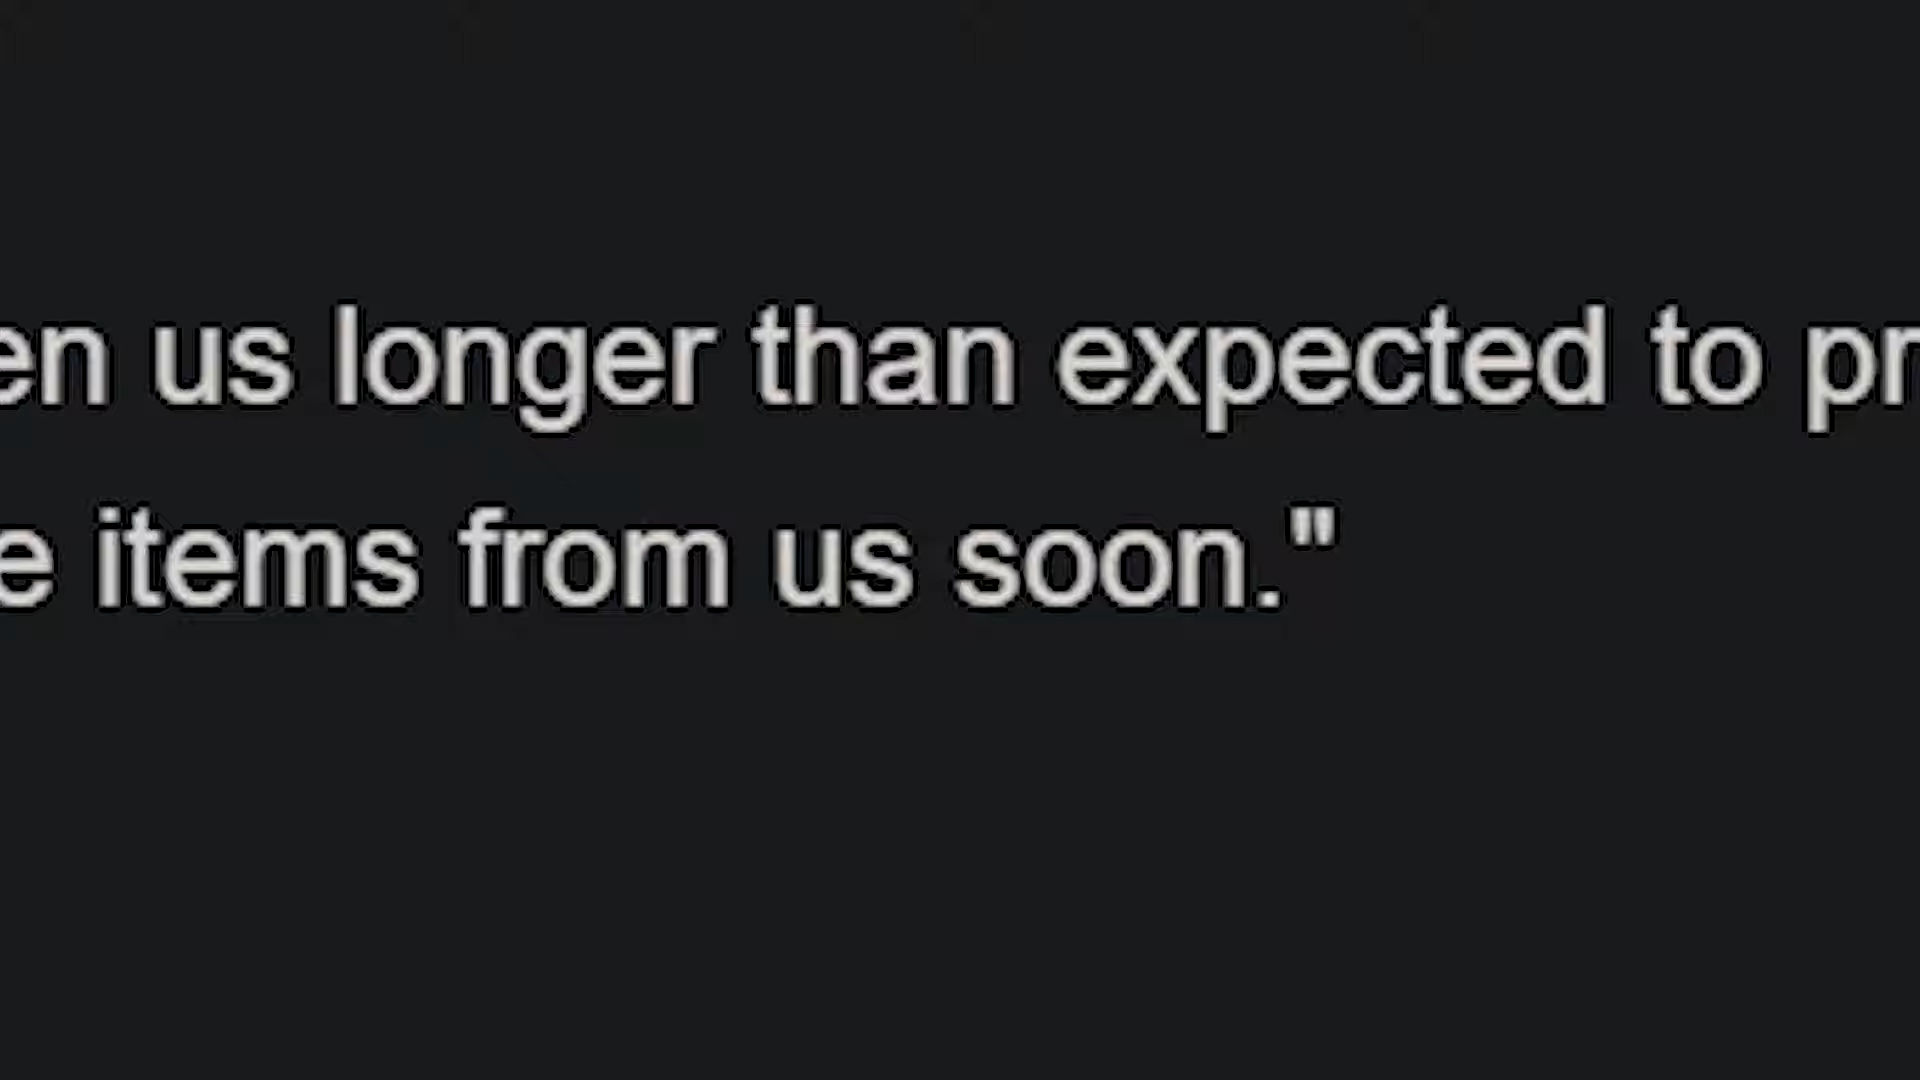 en us longer than expected to pr
e items from us soon."